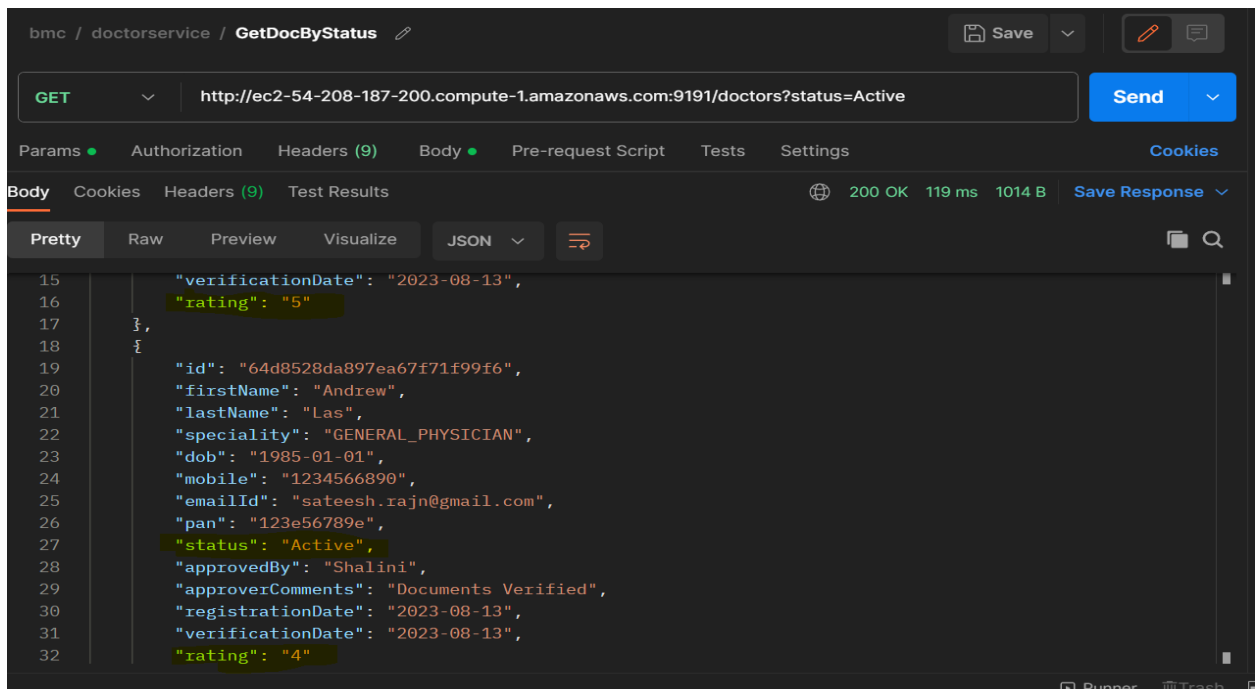 bmc / doctorservice / GetDocByStatus
Save
GET http://ec2-54-208-187-200.compute-1.amazonaws.com:9191/doctors?status=Active Send
Params Authorization Headers (9) Body Pre-request Script Tests Settings Cookies
Body Cookies Headers (9) Test Results 200 OK 119 ms 1014 B Save Response
Pretty Raw Preview Visualize JSON
15 "verificationDate": "2023-08-13",
16 "rating": "5"
17 },
18 {
19 "id": "64d8528da897ea67f71f99f6",
20 "firstName": "Andrew",
21 "lastName": "Las",
22 "speciality": "GENERAL_PHYSICIAN",
23 "dob": "1985-01-01",
24 "mobile": "1234566890",
25 "emailId": "sateesh.rajn@gmail.com",
26 "pan": "123e56789e",
27 "status": "Active",
28 "approvedBy": "Shalini",
29 "approverComments": "Documents Verified",
30 "registrationDate": "2023-08-13",
31 "verificationDate": "2023-08-13",
32 "rating": "4"
Runner Trash